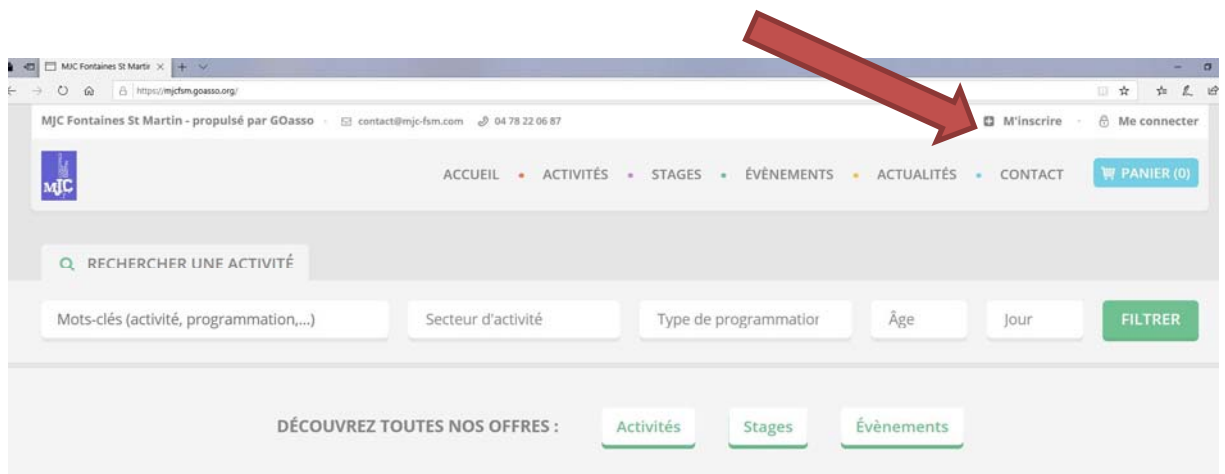 MJC Fontaines St Martir
https://mjcfsm.goasso.org/
MJC Fontaines St Martin - propulsé par GOasso contact@mjc-fsm.com 04 78 22 06 87 M'inscrire Me connecter
MJC ACCUEIL • ACTIVITÉS • STAGES • ÉVÈNEMENTS • ACTUALITÉS • CONTACT PANIER (0)
RECHERCHER UNE ACTIVITÉ
Mots-clés (activité, programmation,...) Secteur d'activité Type de programmatior Âge Jour FILTRER
DÉCOUVREZ TOUTES NOS OFFRES : Activités Stages Évènements